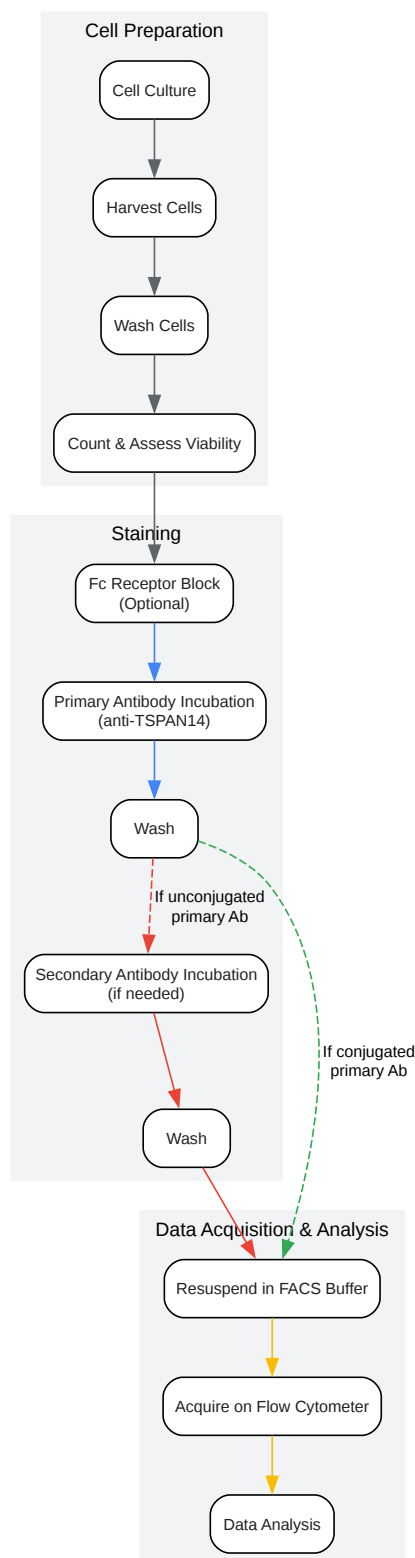 Cell Preparation
Cell Culture
Harvest Cells
Wash Cells
Count & Assess Viability
Staining
Fc Receptor Block
(Optional)
Primary Antibody Incubation
(anti-TSPAN14)
Wash
If unconjugated
primary Ab
Secondary Antibody Incubation
(if needed)
If conjugated
primary Ab
Wash
Data Acquisition & Analysis
Resuspend in FACS Buffer
Acquire on Flow Cytometer
Data Analysis